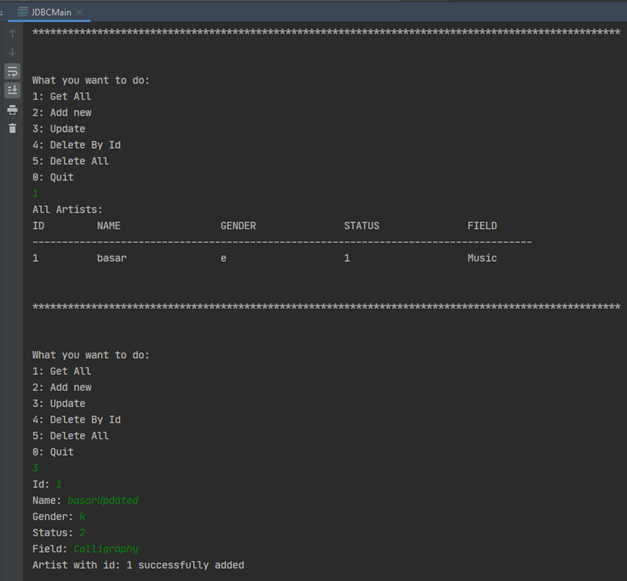 JDBCMain ×
****************************************************************************************************
What you want to do:
1: Get All
2: Add new
3: Update
4: Delete By Id
5: Delete All
0: Quit
1
All Artists:
ID NAME GENDER STATUS FIELD
-------------------------------------------------------------------------------------
1 basar e 1 Music
****************************************************************************************************
What you want to do:
1: Get All
2: Add new
3: Update
4: Delete By Id
5: Delete All
0: Quit
3
Id: 1
Name: basarUpdated
Gender: k
Status: 2
Field: Calligraphy
Artist with id: 1 successfully added